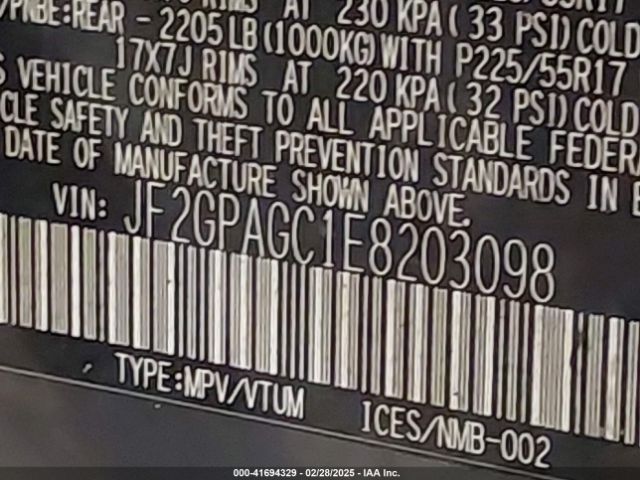 /PNBE:REAR - 2205 LB (1000KG) WITH P225/55R17
17X7J RIMS AT 220 KPA ( 32 PSI) COLD
VEHICLE CONFORMS TO ALL APPLICABLE FEDERA
CLE SAFETY AND THEFT PREVENTION STANDARDS IN
DATE OF MANUFACTURE SHOWN ABOVE.
VIN: JF2GPAGC1E8203098
TYPE:MPV/VTUM
ICES/NMB-002
000-41694329 - 02/28/2025 - IAA Inc.